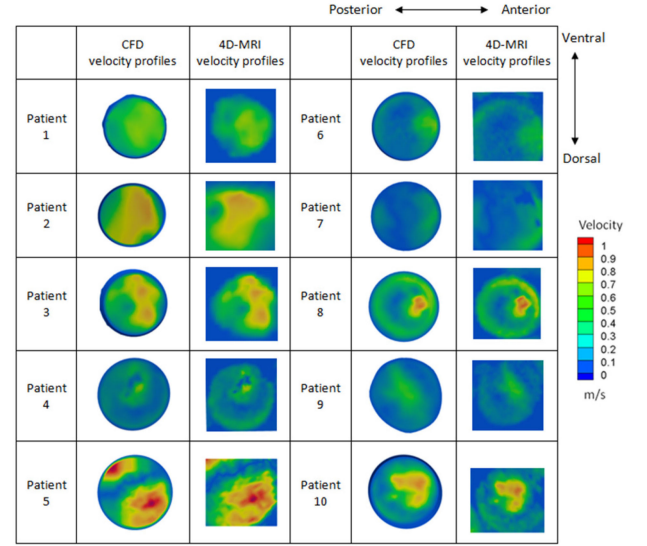 Posterior Anterior
CFD
velocity profiles
4D-MRI
velocity profiles
CFD
velocity profiles
4D-MRI
velocity profiles
Ventral
Dorsal
Patient
1
Patient
6
Patient
2
Patient
7
Patient
3
Patient
8
Patient
4
Patient
9
Patient
5
Patient
10
Velocity
1
0.9
0.8
0.7
0.6
0.5
0.4
0.3
0.2
0.1
0
m/s